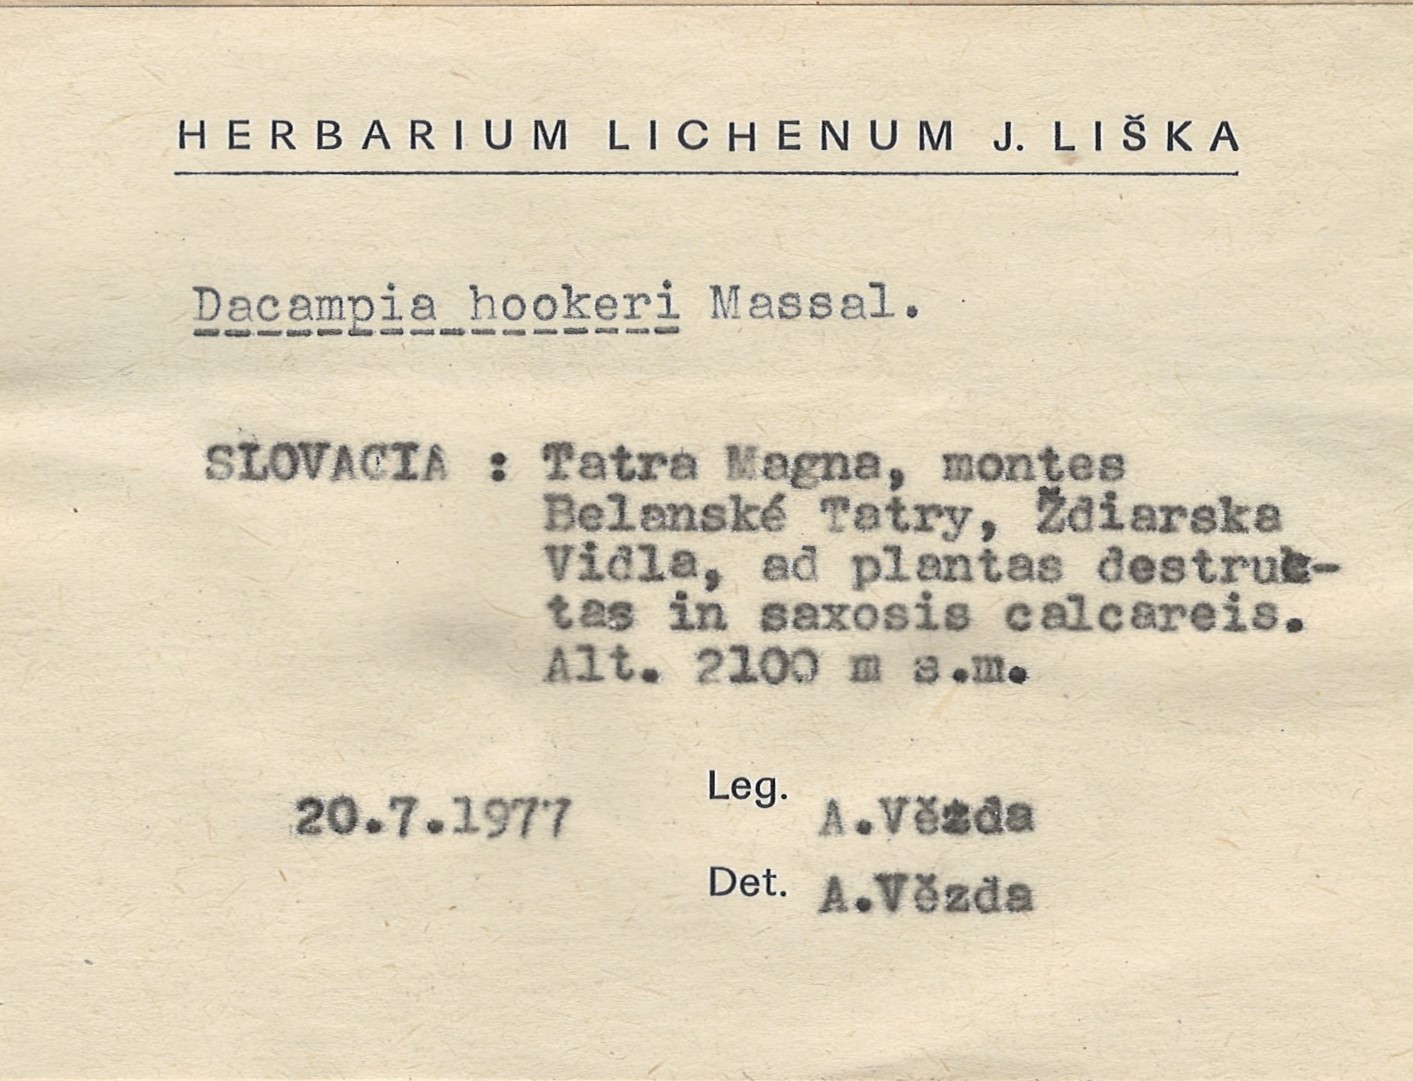 HERBARIUM LICHENUM J. LIŠKA
Dacampia hookeri Massal.
SLOVACIA : Tatra Magna, montes
Belanské Tatry, Ždiarska
Vidla, ad plantas destruc-
tas in saxosis calcareis.
Alt. 2100 m s.m.
Leg.
20.7.1977 A.Vězda
Det. A.Vězda